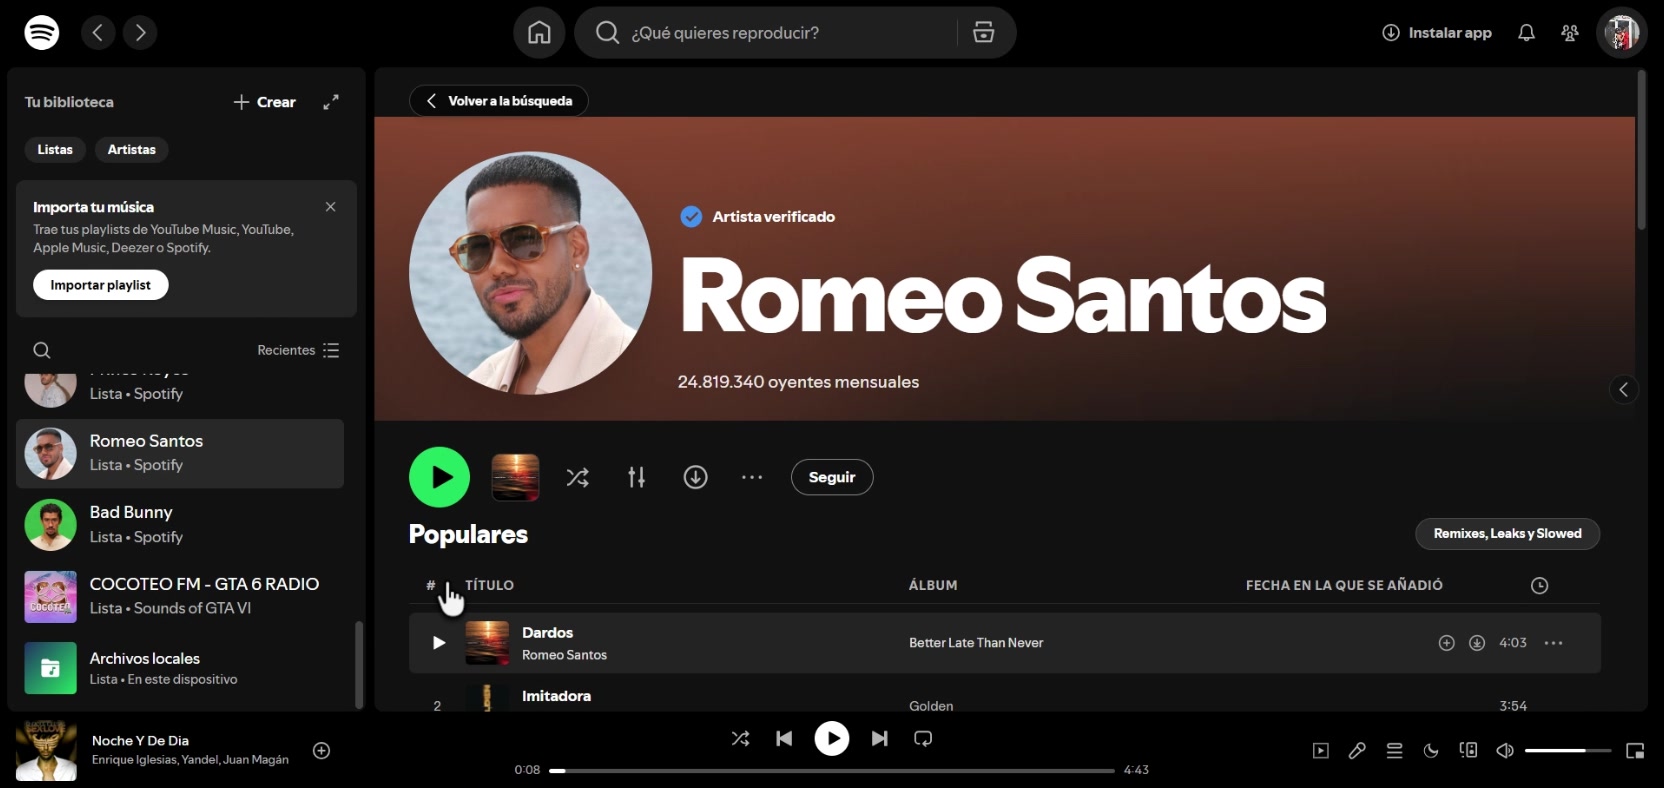 ¿Qué quieres reproducir?
Instalar app
Tu biblioteca
Crear
Listas
Artistas
Importa tu música
Trae tus playlists de YouTube Music, YouTube,
Apple Music, Deezer o Spotify.
Importar playlist
Recientes
Lista • Spotify
Romeo Santos
Lista • Spotify
Bad Bunny
Lista • Spotify
COCOTEO FM - GTA 6 RADIO
Lista • Sounds of GTA VI
Archivos locales
Lista • En este dispositivo
Volver a la búsqueda
Artista verificado
Romeo Santos
24.819.340 oyentes mensuales
Seguir
Populares
Remixes, Leaks y Slowed
# TÍTULO ÁLBUM FECHA EN LA QUE SE AÑADIÓ
Dardos
Romeo Santos
Better Late Than Never
4:03
2
Imitadora
Golden
3:54
Noche Y De Dia
Enrique Iglesias, Yandel, Juan Magán
0:08
4:43